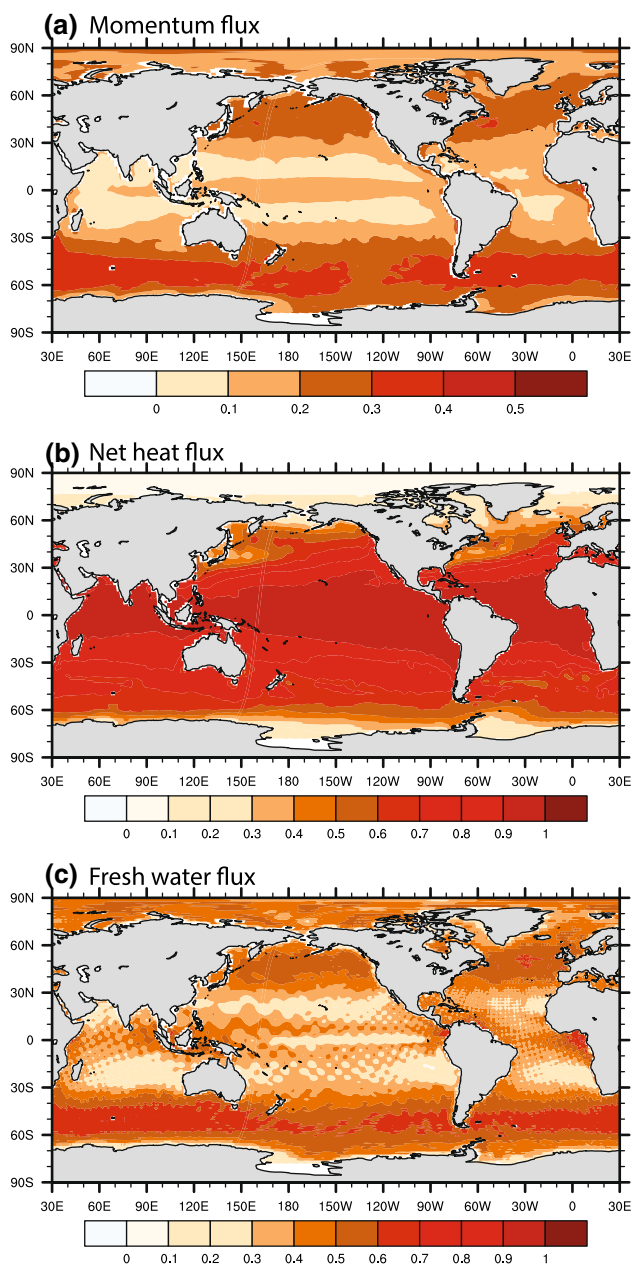 (a) Momentum flux
90N
60N
30N
0
30S
60S
90S
30E 60E 90E 120E 150E 180 150W 120W 90W 60W 30W 0 30E
0 0.1 0.2 0.3 0.4 0.5
(b) Net heat flux
90N
60N
30N
0
30S
60S
90S
30E 60E 90E 120E 150E 180 150W 120W 90W 60W 30W 0 30E
0 0.1 0.2 0.3 0.4 0.5 0.6 0.7 0.8 0.9 1
(c) Fresh water flux
90N
60N
30N
0
30S
60S
90S
30E 60E 90E 120E 150E 180 150W 120W 90W 60W 30W 0 30E
0 0.1 0.2 0.3 0.4 0.5 0.6 0.7 0.8 0.9 1